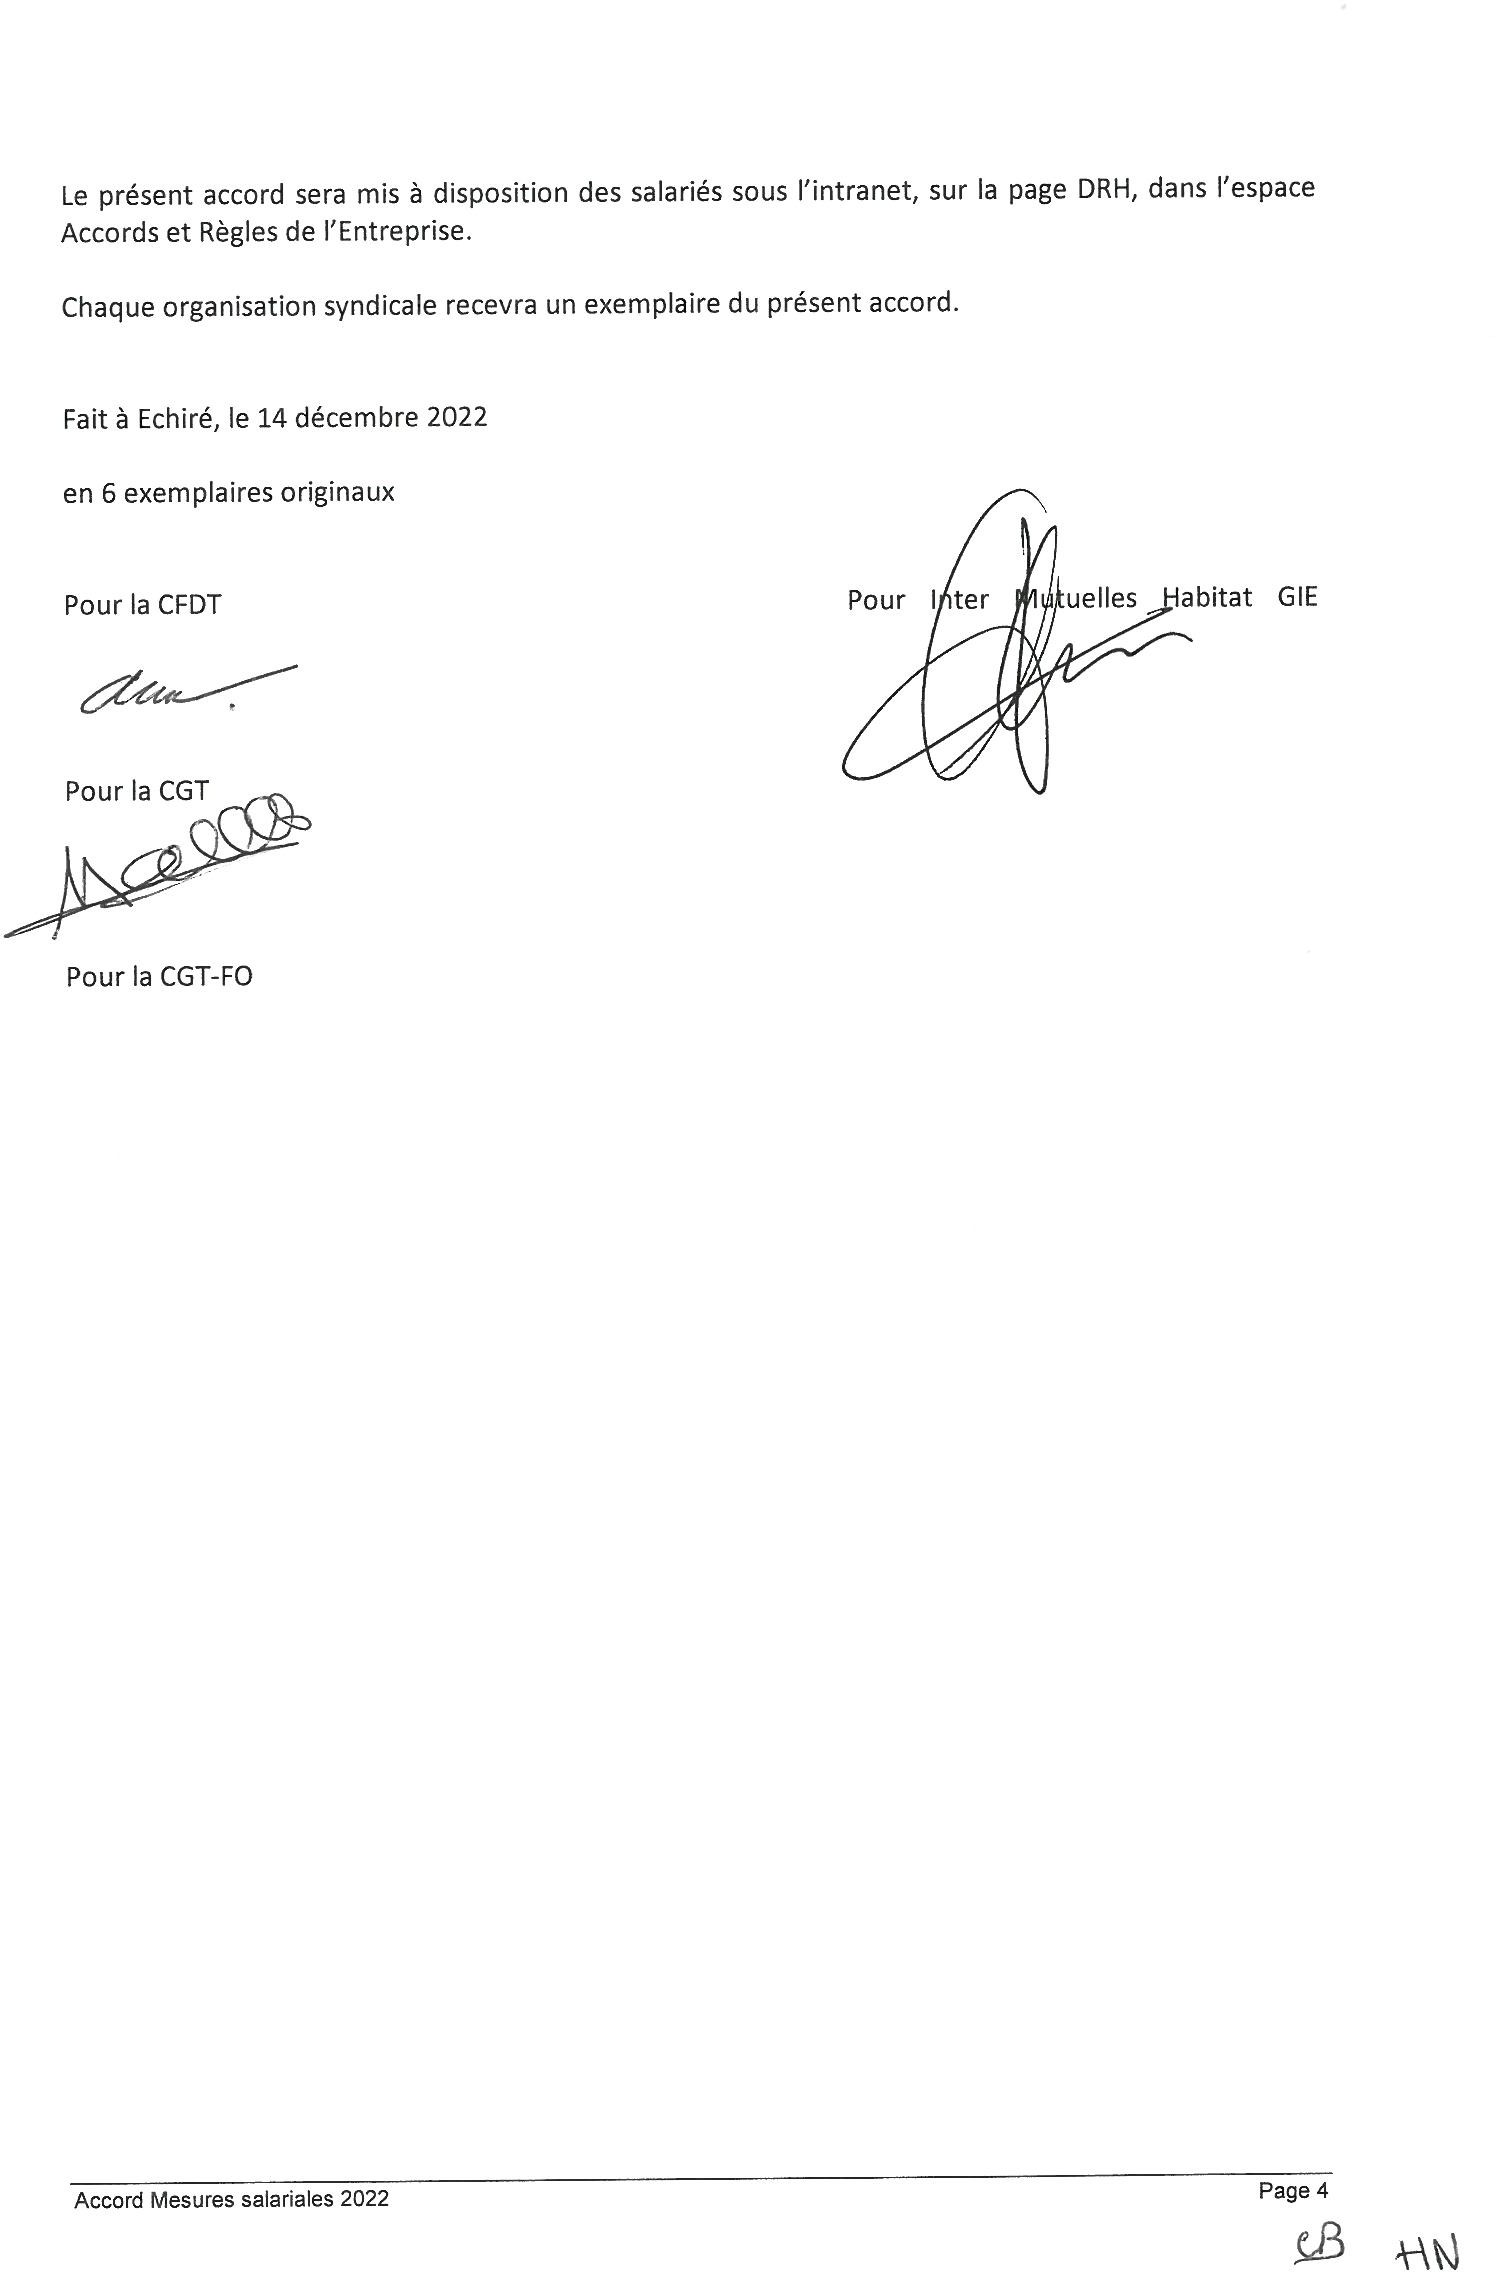 Le présent accord sera mis à disposition des salariés sous l'intranet, sur la page DRH, dans l'espace
Accords et Règles de l'Entreprise.
Chaque organisation syndicale recevra un exemplaire du présent accord.
Fait à Echiré, le 14 décembre 2022
en 6 exemplaires originaux
Pour la CFDT
Pour Inter Mutuelles Habitat GIE
Pour la CGT
Pour la CGT-FO
Accord Mesures salariales 2022
Page 4
CB HN